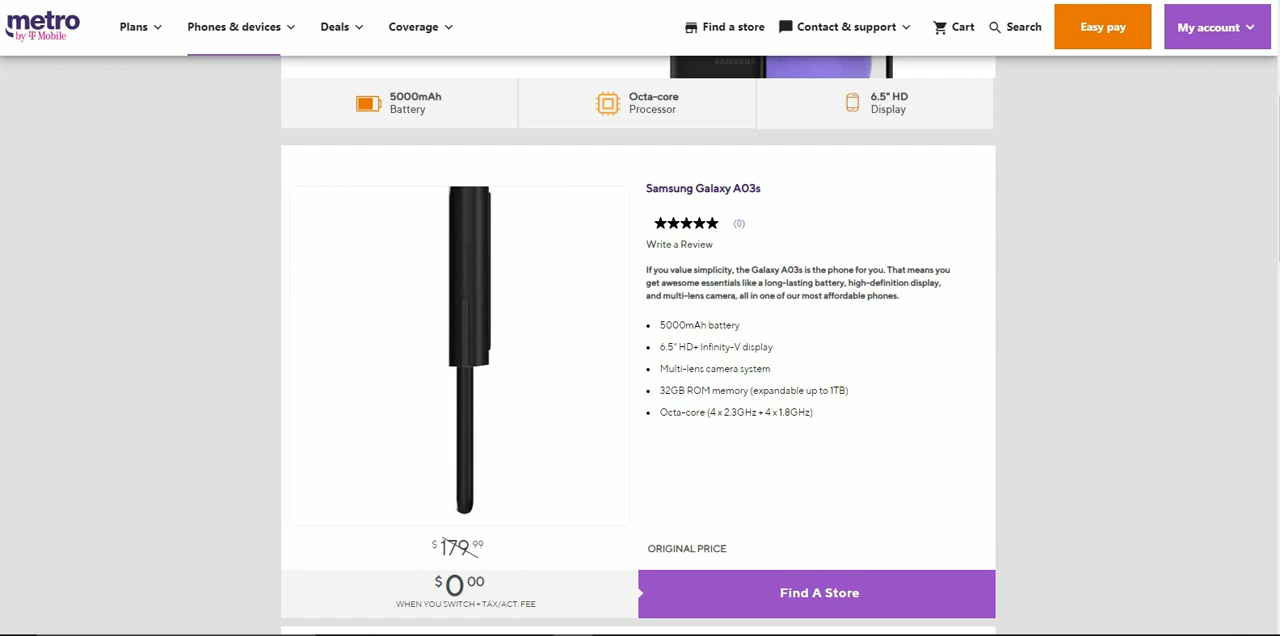 metro
by T Mobile
Plans
Phones & devices
Deals
Coverage
Find a store
Contact & support
Cart
Search
Easy pay
My account
SAMSUNG
5000mAh
Battery
Octa-core
Processor
6.5" HD
Display
Samsung Galaxy A03s
(0)
Write a Review
If you value simplicity, the Galaxy A03s is the phone for you. That means you
get awesome essentials like a long-lasting battery, high-definition display,
and multi-lens camera, all in one of our most affordable phones.
• 5000mAh battery
• 6.5" HD+ Infinity-V display
• Multi-lens camera system
• 32GB ROM memory (expandable up to 1TB)
• Octa-core (4 x 2.3GHz + 4 x 1.8GHz)
$179.99
ORIGINAL PRICE
$0.00
WHEN YOU SWITCH + TAX/ACT. FEE
Find A Store